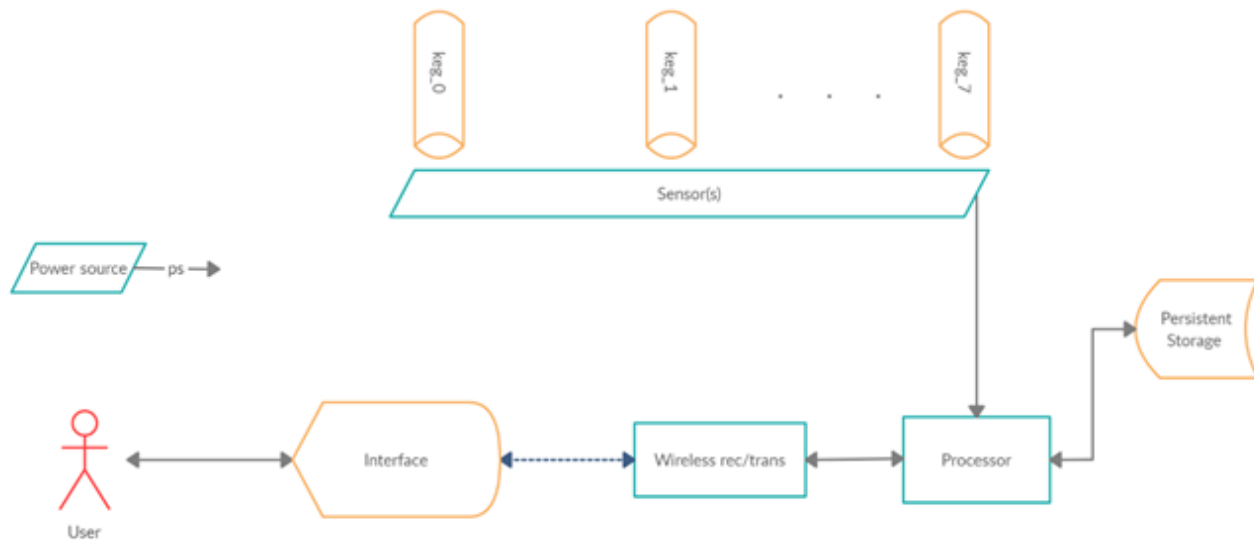 keg_0
keg_1
. . .
keg_7
Sensor(s)
Power source
ps
Persistent
Storage
Interface
Wireless rec/trans
Processor
User